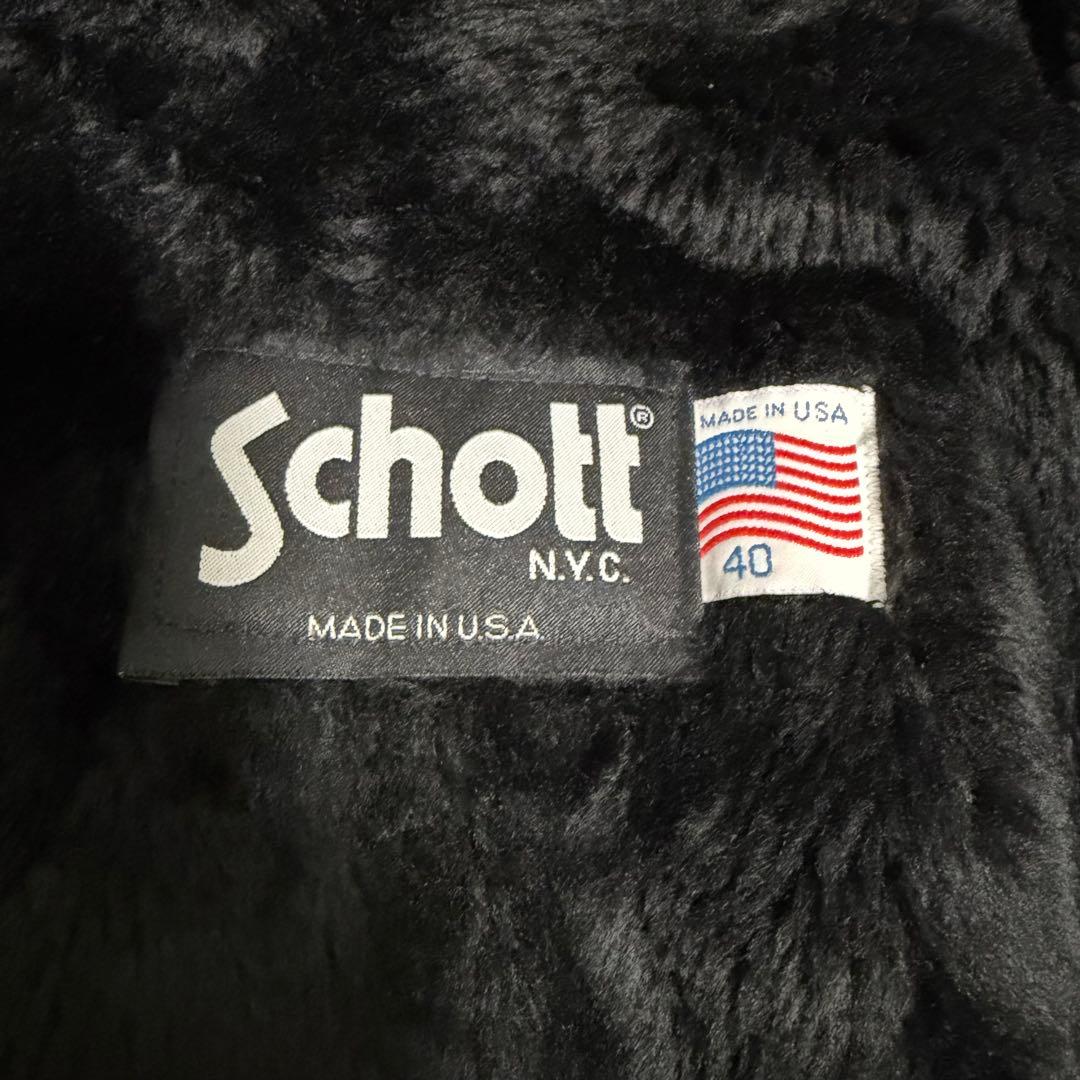 Schott®
N.Y.C.
MADE IN U.S.A
MADE IN USA
40